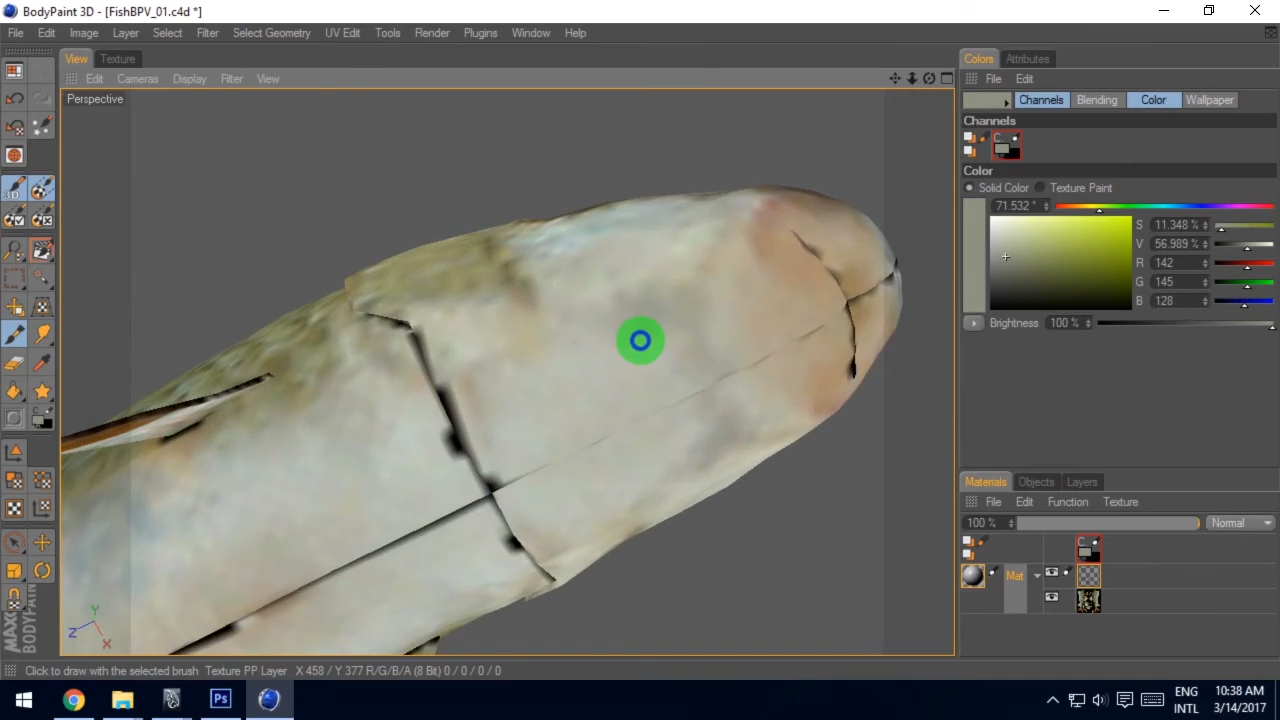 BodyPaint 3D - [FishBPV_01.c4d *]
File Edit Image Layer Select Filter Select Geometry UV Edit Tools Render Plugins Window Help
View Texture
Edit Cameras Display Filter View
Perspective
Colors Attributes
File Edit
Channels Blending Color Wallpaper
Channels
C...
Color
Solid Color Texture Paint
71.532 °
S 11.348 %
V 56.989 %
R 142
G 145
B 128
Brightness 100 %
Materials Objects Layers
File Edit Function Texture
100 % Normal
C...
Mat
3D
C...
Y
Z
X
MAXON
BODYPAINT
Click to draw with the selected brush Texture PP Layer X 458 / Y 377 R/G/B/A (8 Bit) 0 / 0 / 0 / 0
Ps
ENG
INTL
10:38 AM
3/14/2017